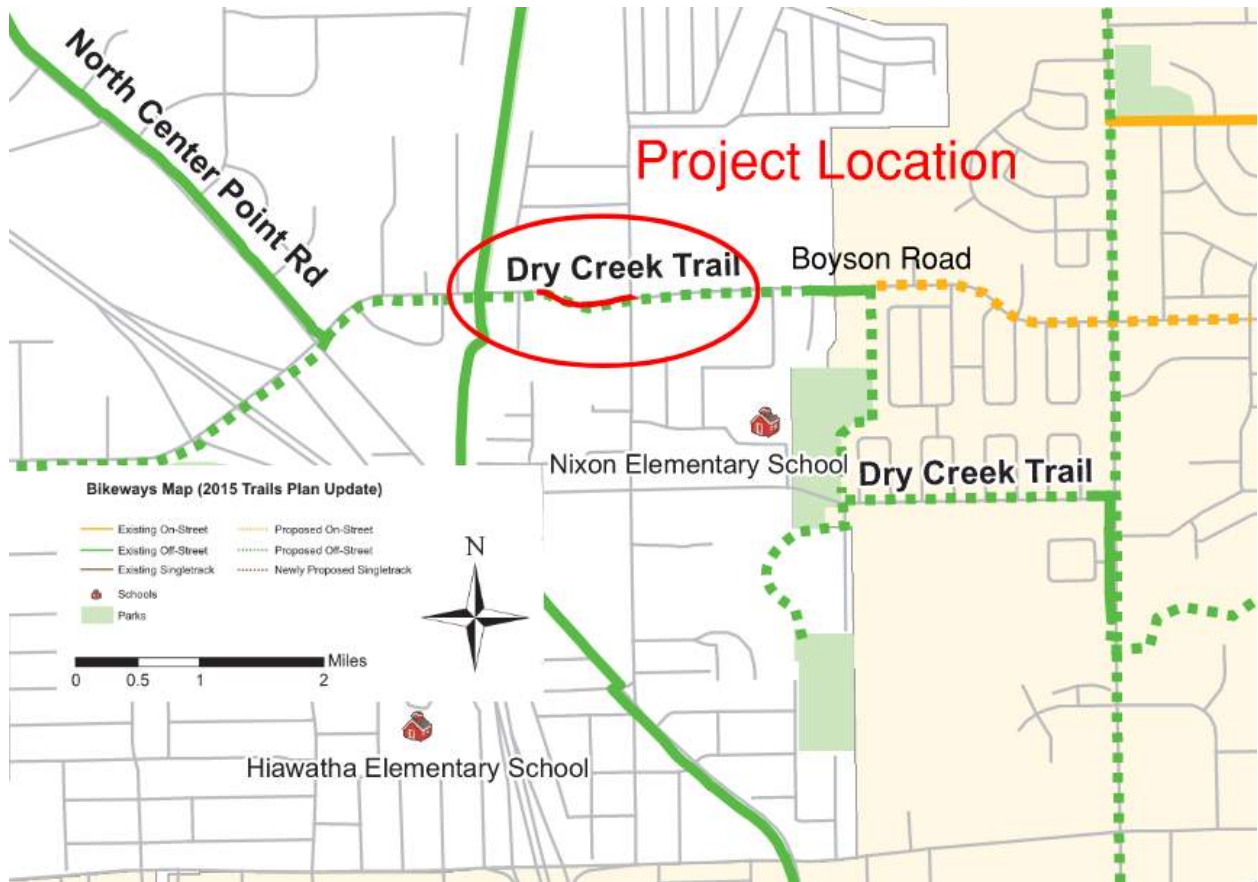 North Center Point Rd
Project Location
Dry Creek Trail
Boyson Road
Nixon Elementary School
Dry Creek Trail
Bikeways Map (2015 Trails Plan Update)
Existing On-Street
Proposed On-Street
Existing Off-Street
Proposed Off-Street
Existing Singletrack
Newly Proposed Singletrack
Schools
Parks
N
Miles
0 0.5 1 2
Hiawatha Elementary School